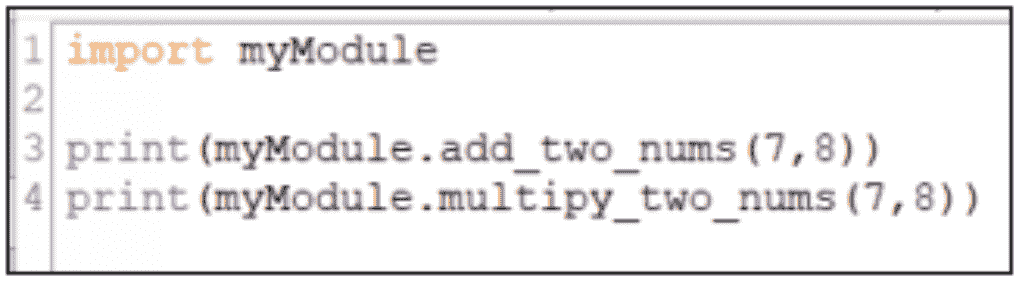 1 import myModule
2
3 print(myModule.add_two_nums(7,8))
4 print(myModule.multipy_two_nums(7,8))